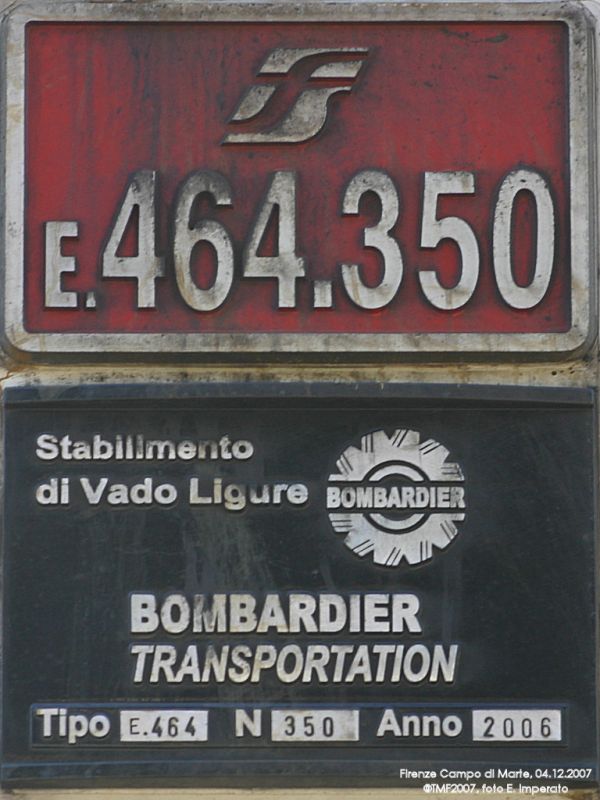 E.464.350
Stabilimento
di Vado Ligure
BOMBARDIER
BOMBARDIER
TRANSPORTATION
Tipo E.464 N 350 Anno 2006
Firenze Campo di Marte, 04.12.2007
©TMF2007, foto E. Imperato